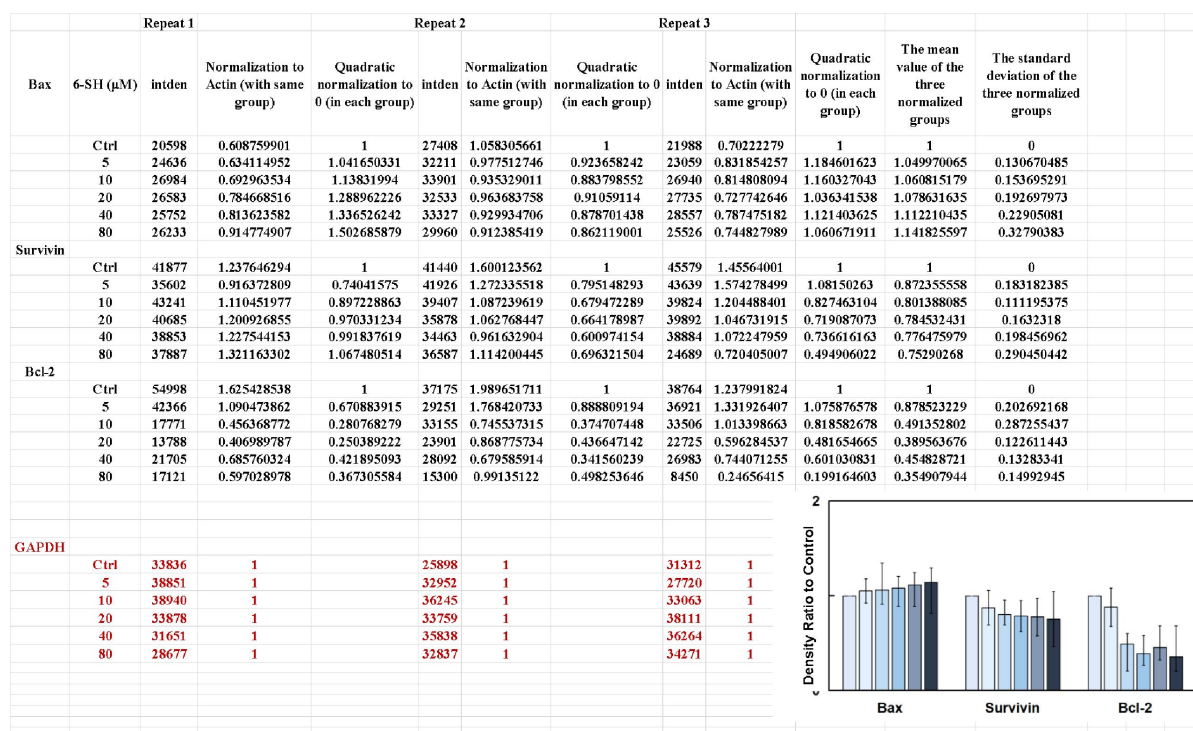 Repeat 1 Repeat 2 Repeat 3
Bax 6-SH (μM) intden Normalization to Actin (with same group) Quadratic normalization to 0 (in each group) intden Normalization to Actin (with same group) Quadratic normalization to 0 (in each group) intden Normalization to Actin (with same group) Quadratic normalization to 0 (in each group) The mean value of the three normalized groups The standard deviation of the three normalized groups
Ctrl 20598 0.608759901 1 27408 1.058305661 1 21988 0.70222279 1 1 0
5 24636 0.634114952 1.041650331 32211 0.977512746 0.923658242 23059 0.831854257 1.184601623 1.049970065 0.130670485
10 26984 0.692963534 1.13831994 33901 0.935329011 0.883798552 26940 0.814808094 1.160327043 1.060815179 0.153695291
20 26583 0.784668516 1.288962226 32533 0.963683758 0.91059114 27735 0.727742646 1.036341538 1.078631635 0.192697973
40 25752 0.813623582 1.336526242 33327 0.929934706 0.878701438 28557 0.787475182 1.121403625 1.112210435 0.22905081
80 26233 0.914774907 1.502685879 29960 0.912385419 0.862119001 25526 0.744827989 1.060671911 1.141825597 0.32790383
Survivin
Ctrl 41877 1.237646294 1 41440 1.600123562 1 45579 1.45564001 1 1 0
5 35602 0.916372809 0.74041575 41926 1.272335518 0.795148293 43639 1.574278499 1.08150263 0.872355558 0.183182385
10 43241 1.110451977 0.897228863 39407 1.087239619 0.679472289 39824 1.204488401 0.827463104 0.801388085 0.111195375
20 40685 1.200926855 0.970331234 35878 1.062768447 0.664178987 39892 1.046731915 0.719087073 0.784532431 0.1632318
40 38853 1.227544153 0.991837619 34463 0.961632904 0.600974154 38884 1.072247959 0.736616163 0.776475979 0.198456962
80 37887 1.321163302 1.067480514 36587 1.114200445 0.696321504 24689 0.720405007 0.494906022 0.75290268 0.290450442
Bcl-2
Ctrl 54998 1.625428538 1 37175 1.989651711 1 38764 1.237991824 1 1 0
5 42366 1.090473862 0.670883915 29251 1.768420733 0.888809194 36921 1.331926407 1.075876578 0.878523229 0.202692168
10 17771 0.456368772 0.280768279 33155 0.745537315 0.374707448 33506 1.013398663 0.818582678 0.491352802 0.287255437
20 13788 0.406989787 0.250389222 23901 0.868775734 0.436647142 22725 0.596284537 0.481654665 0.389563676 0.122611443
40 21705 0.685760324 0.421895093 28092 0.679585914 0.341560239 26983 0.744071255 0.601030831 0.454828721 0.13283341
80 17121 0.597028978 0.367305584 15300 0.99135122 0.498253646 8450 0.24656415 0.199164603 0.354907944 0.14992945
GAPDH
Ctrl 33836 1 25898 1 31312 1
5 38851 1 32952 1 27720 1
10 38940 1 36245 1 33063 1
20 33878 1 33759 1 38111 1
40 31651 1 35838 1 36264 1
80 28677 1 32837 1 34271 1
2
Density Ratio to Control
Bax Survivin Bcl-2